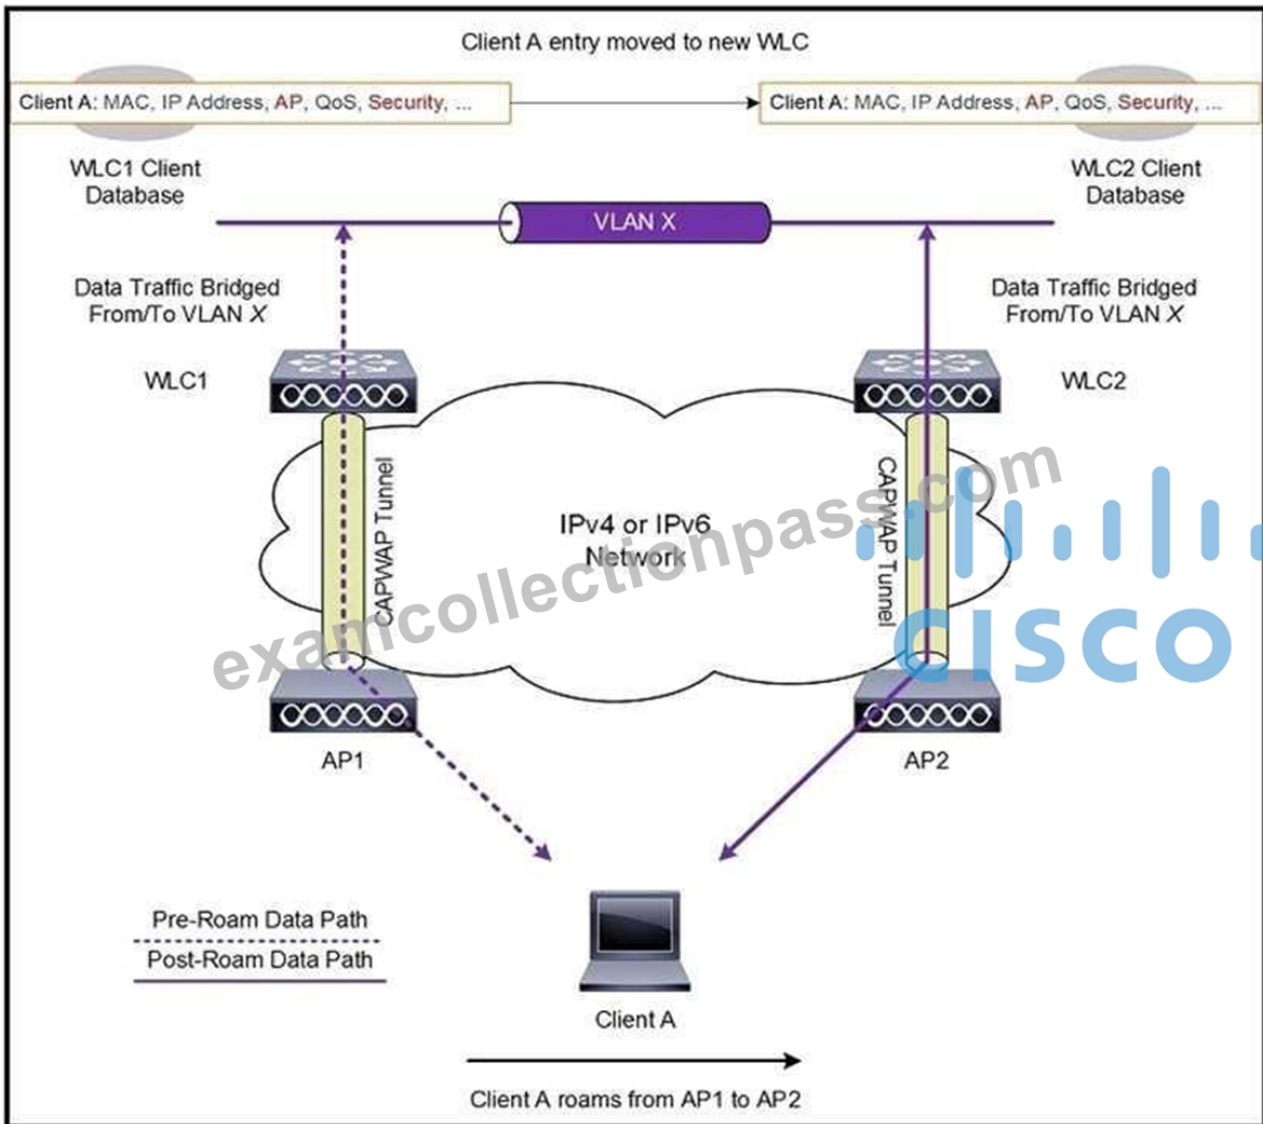 Client A entry moved to new WLC
Client A: MAC, IP Address, AP, QoS, Security, ...
Client A: MAC, IP Address, AP, QoS, Security, ...
WLC1 Client
Database
WLC2 Client
Database
VLAN X
Data Traffic Bridged
From/To VLAN X
Data Traffic Bridged
From/To VLAN X
WLC1
WLC2
CAPWAP Tunnel
IPv4 or IPv6
Network
CAPWAP Tunnel
examcollectionpass.com
CISCO
AP1
AP2
Pre-Roam Data Path
Post-Roam Data Path
Client A
Client A roams from AP1 to AP2